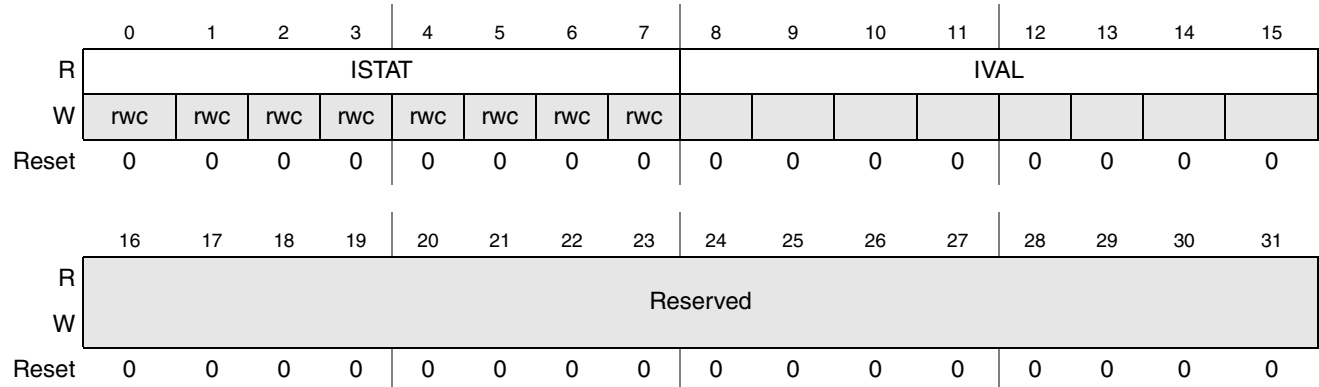 0 1 2 3 4 5 6 7 8 9 10 11 12 13 14 15
R ISTAT IVAL
W rwc rwc rwc rwc rwc rwc rwc rwc
Reset 0 0 0 0 0 0 0 0 0 0 0 0 0 0 0 0
16 17 18 19 20 21 22 23 24 25 26 27 28 29 30 31
R
Reserved
W
Reset 0 0 0 0 0 0 0 0 0 0 0 0 0 0 0 0